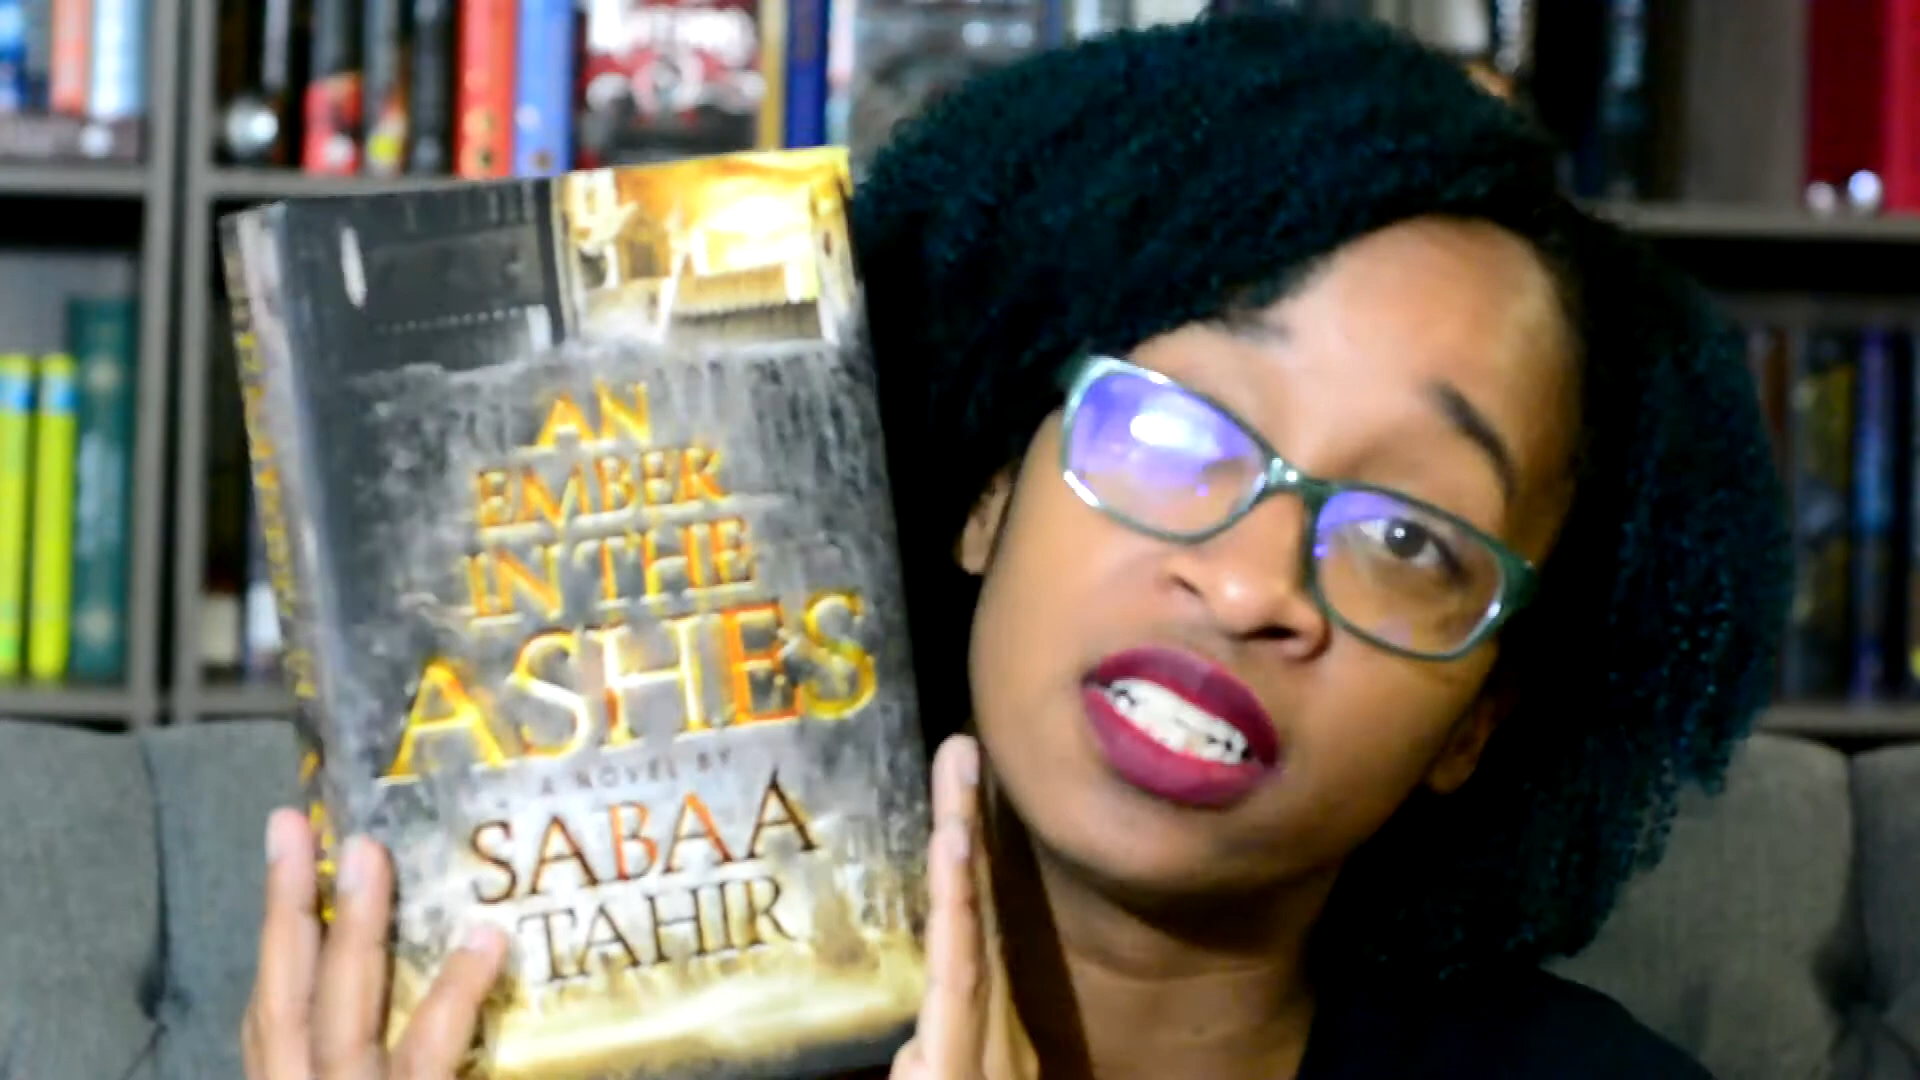 AN
EMBER
IN THE
ASHES
A NOVEL BY
SABAA
TAHIR